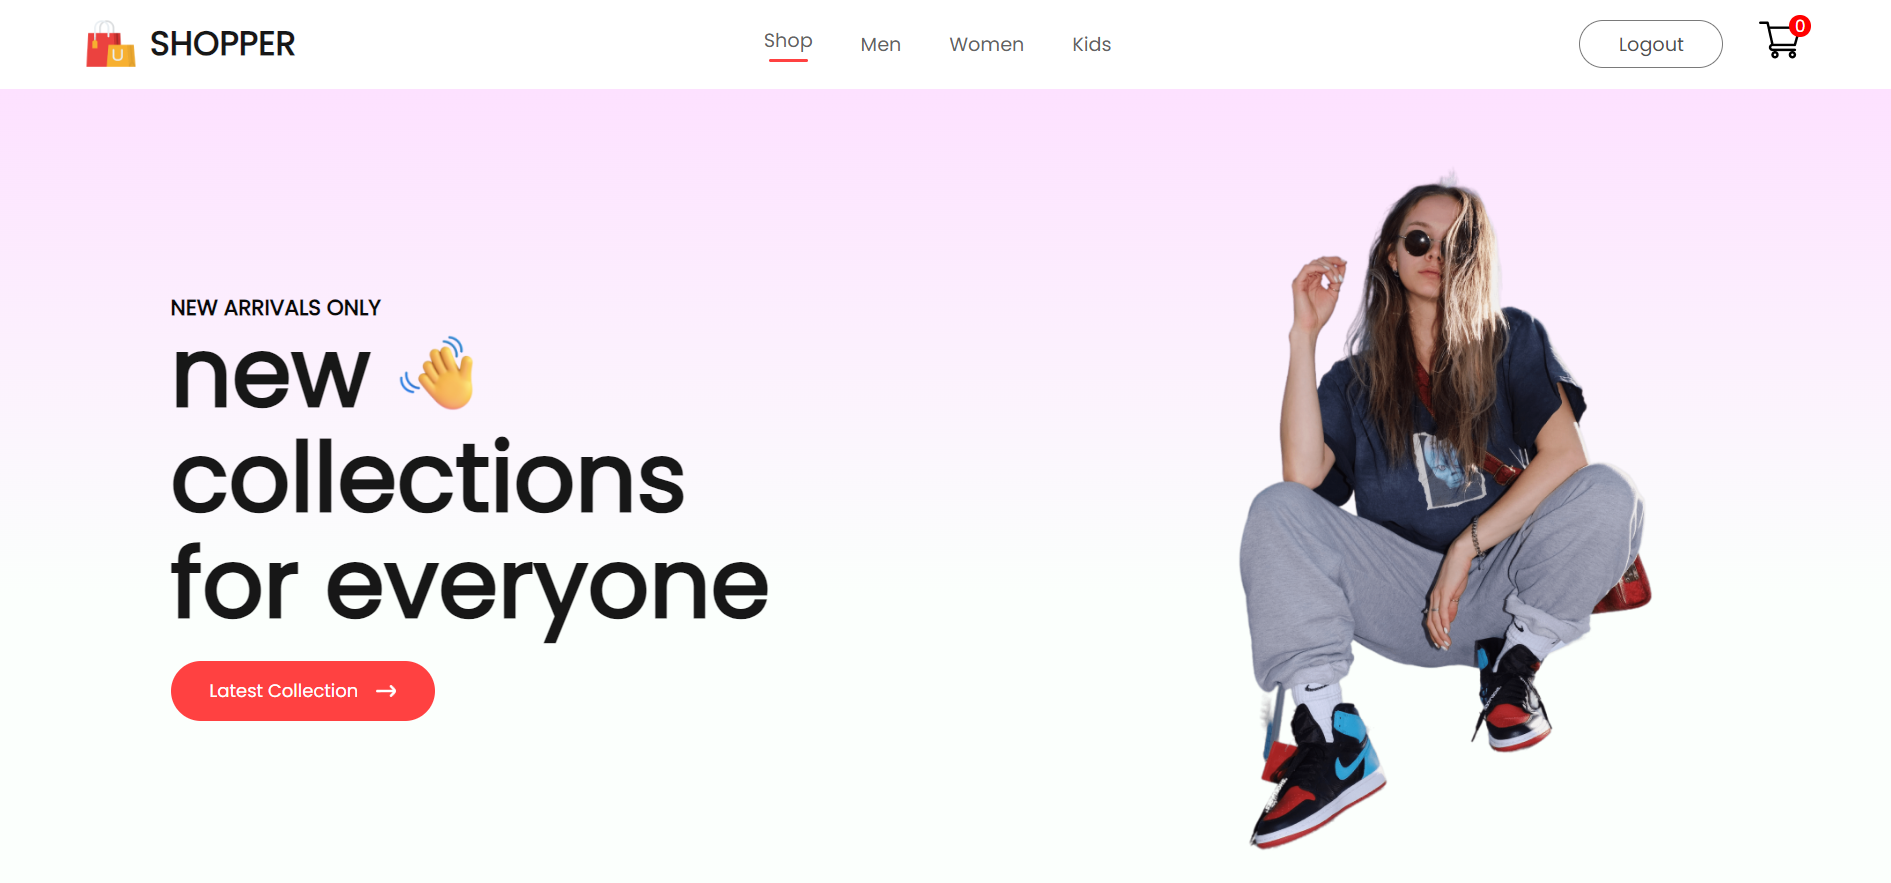 U
SHOPPER
Shop
Men
Women
Kids
Logout
0
NEW ARRIVALS ONLY
new
collections
for everyone
Latest Collection